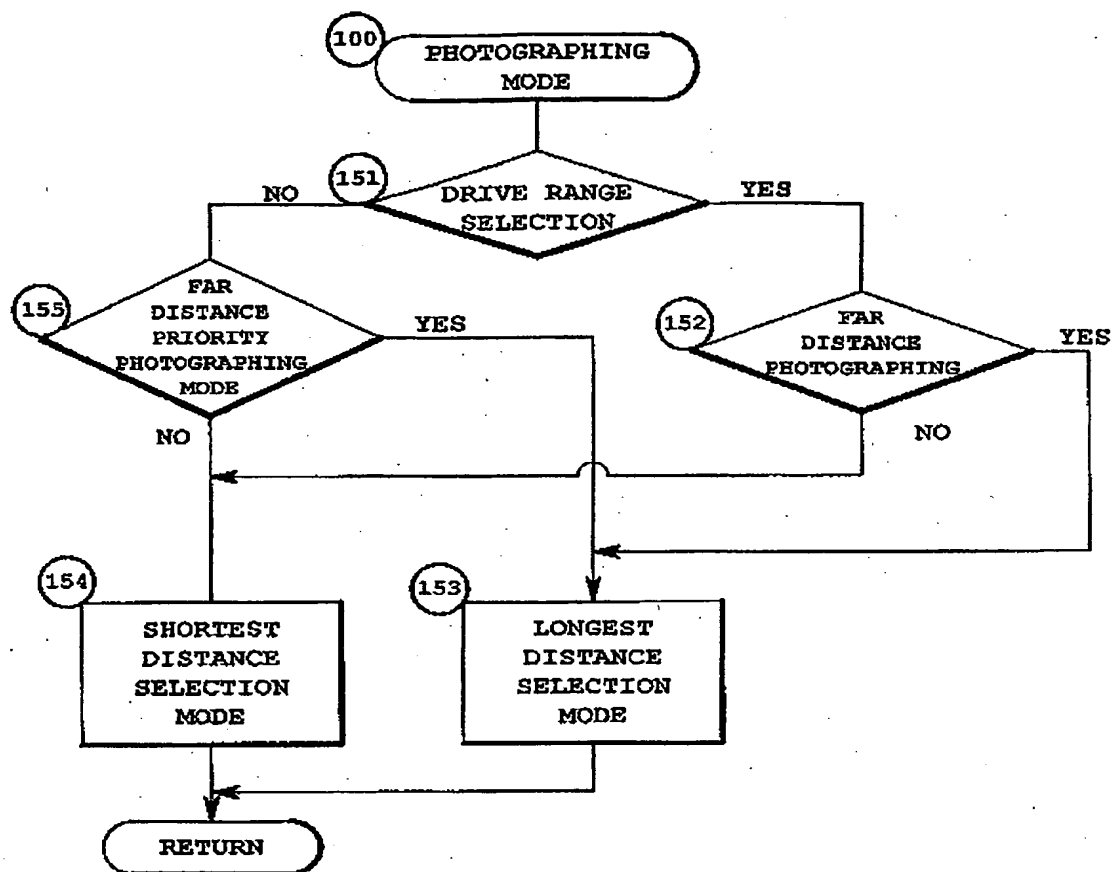 100
PHOTOGRAPHING
MODE
151
DRIVE RANGE
SELECTION
NO
YES
155
FAR
DISTANCE
PRIORITY
PHOTOGRAPHING
MODE
YES
NO
152
FAR
DISTANCE
PHOTOGRAPHING
YES
NO
154
SHORTEST
DISTANCE
SELECTION
MODE
153
LONGEST
DISTANCE
SELECTION
MODE
RETURN